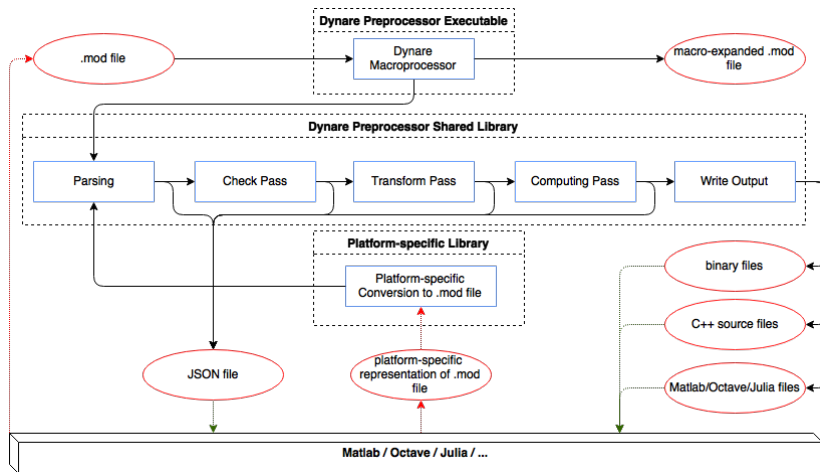 Dynare Preprocessor Executable
.mod file
Dynare
Macroprocessor
macro-expanded .mod
file
Dynare Preprocessor Shared Library
Parsing
Check Pass
Transform Pass
Computing Pass
Write Output
Platform-specific Library
Platform-specific
Conversion to .mod file
binary files
C++ source files
JSON file
platform-specific
representation of .mod
file
Matlab/Octave/Julia files
Matlab / Octave / Julia / ...